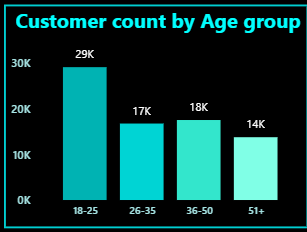 Customer count by Age group
29K
30K
18K
17K
20K
14K
10K
0K
18-25 26-35 36-50 51+